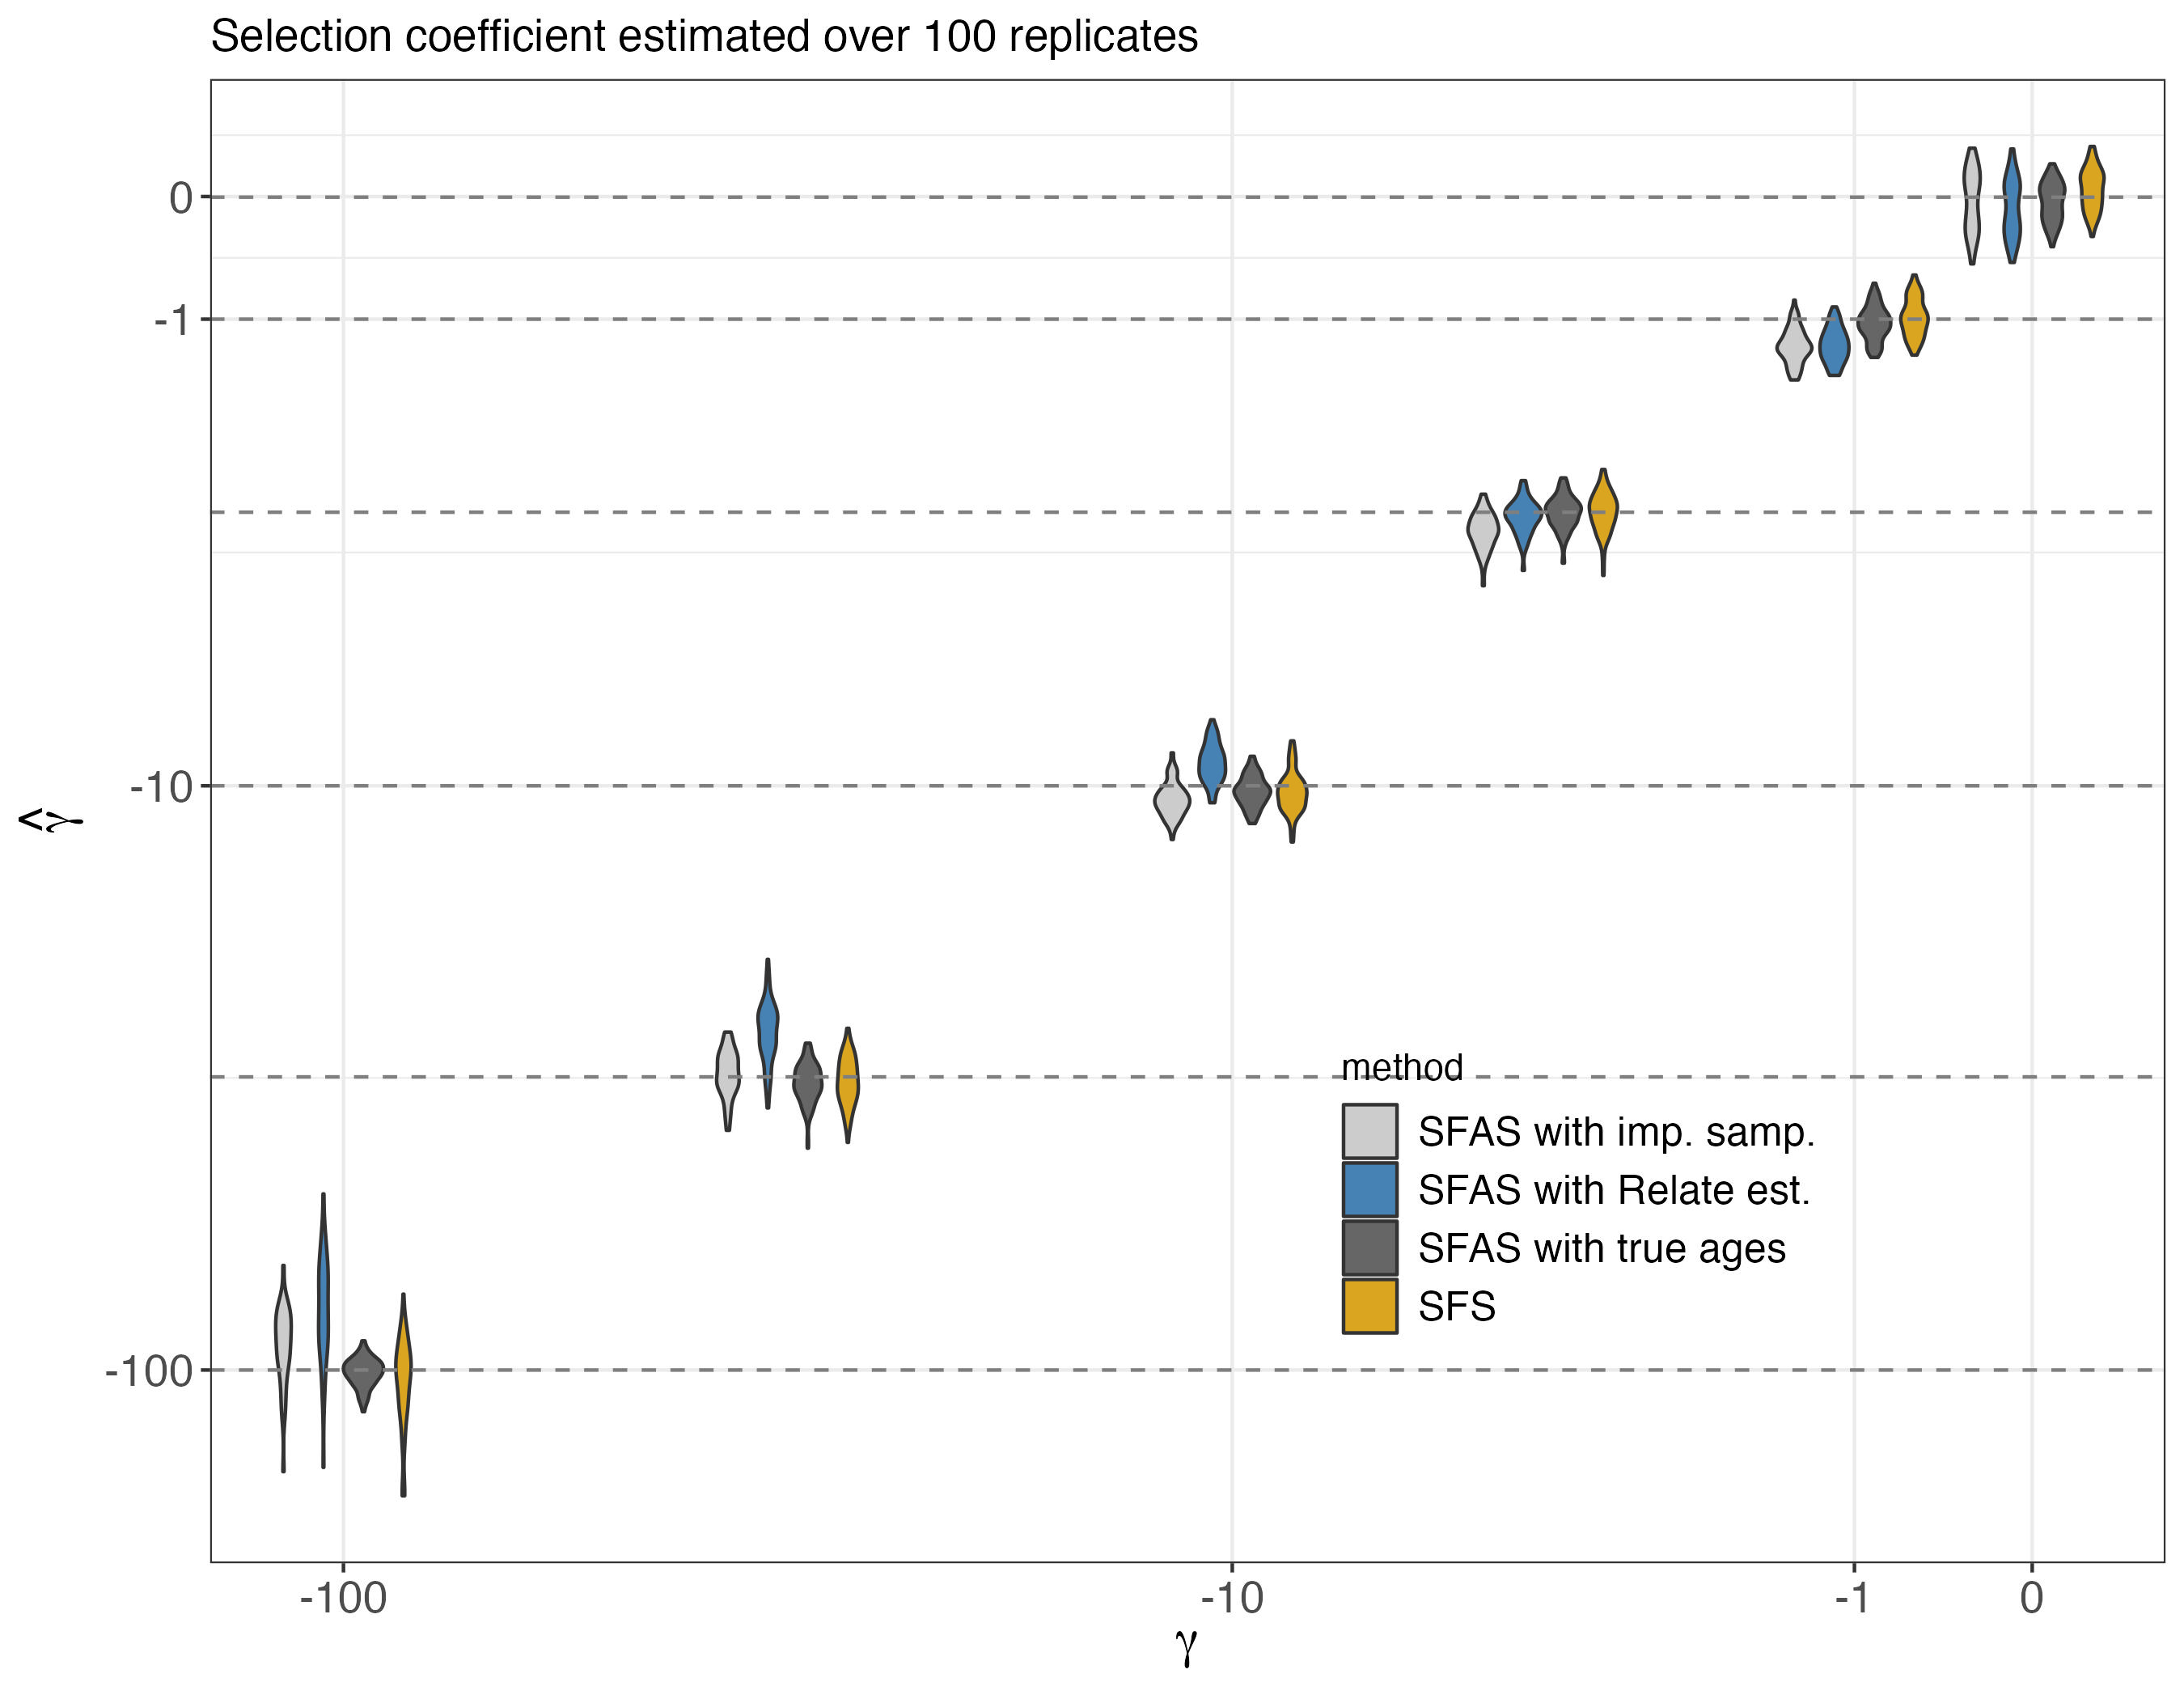 Selection coefficient estimated over 100 replicates
0
-1
-10
-100
γ̂
method
SFAS with imp. samp.
SFAS with Relate est.
SFAS with true ages
SFS
-100 -10 -1 0
γ